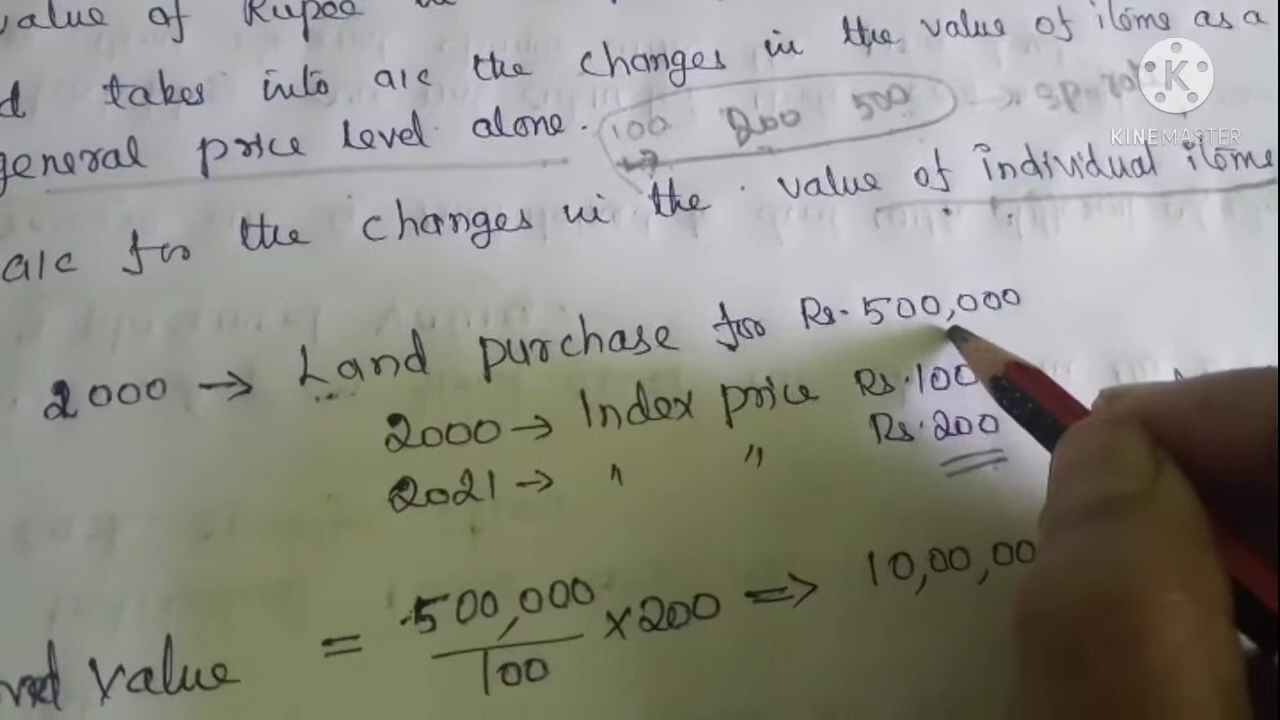 value of Rupee
d takes into a/c the changes in the value of items as a
general price level alone. 100 200 500
KINEMASTER
a/c for the changes in the value of individual items
2000 → Land purchase for Rs. 500,000
2000 → Index price Rs. 100
2021 → " " Rs. 200
value = 500,000/100 × 200 => 10,00,00